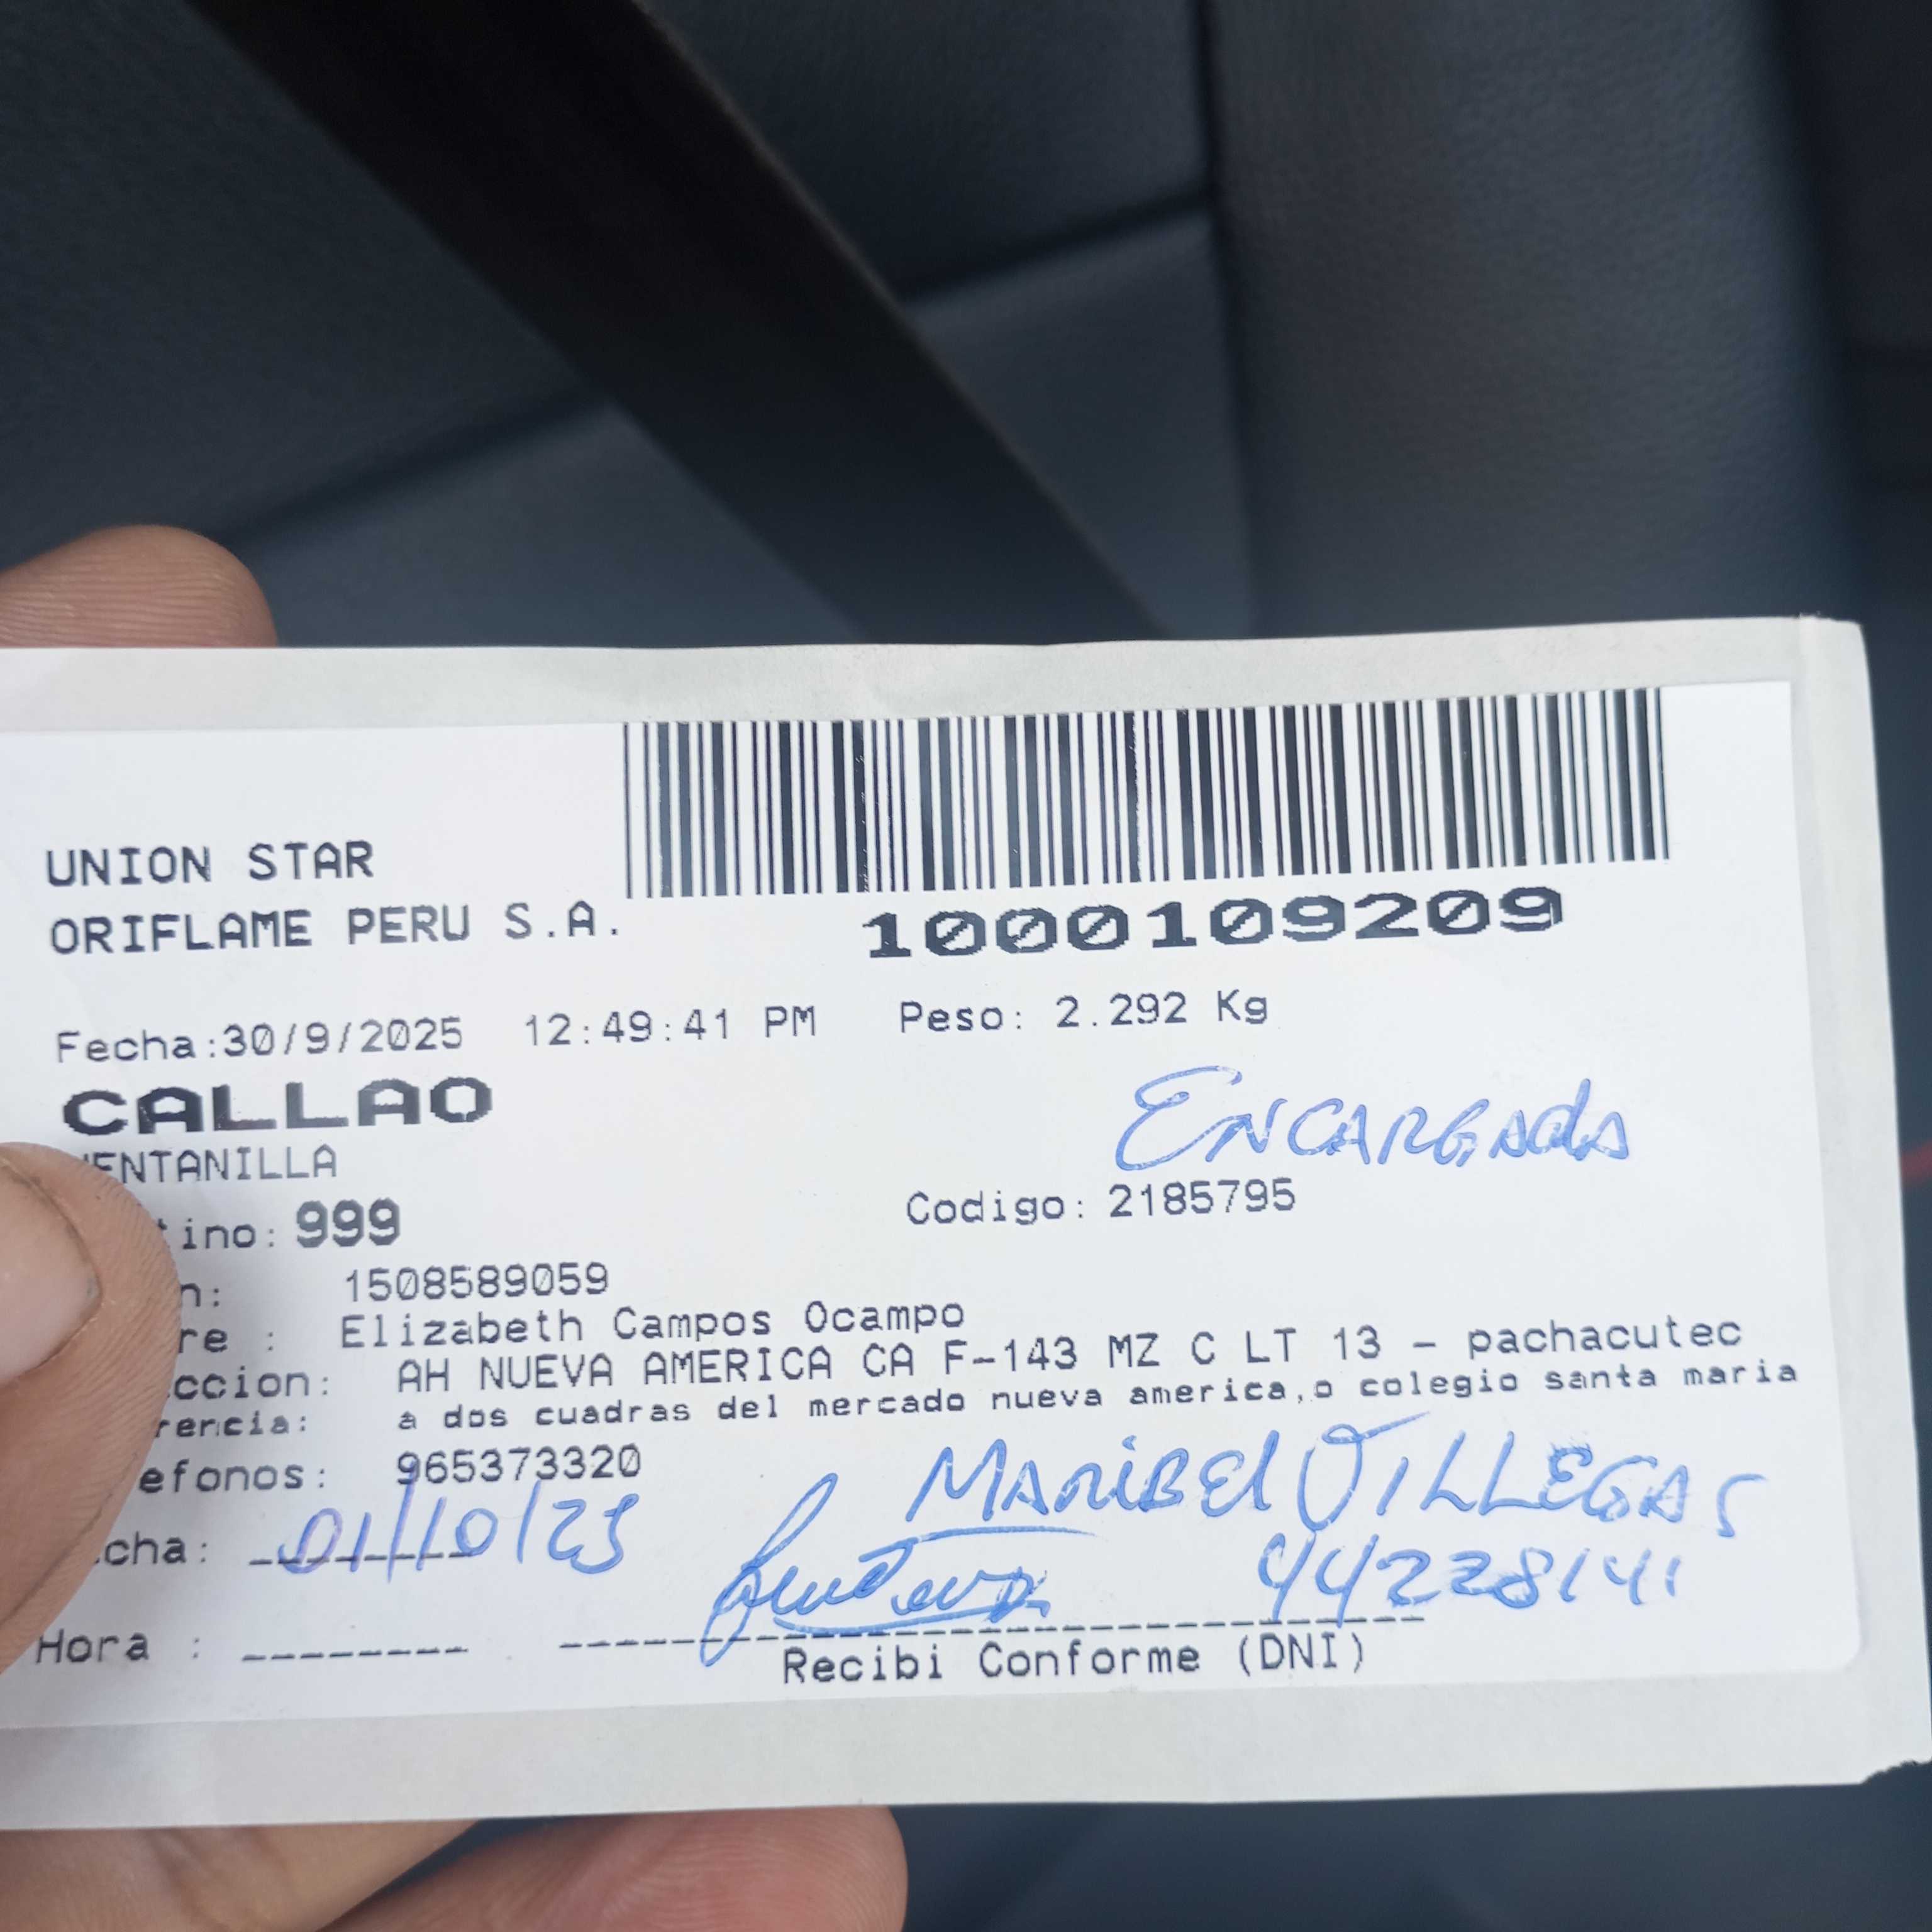 UNION STAR
ORIFLAME PERU S.A.
1000109209
Fecha:30/9/2025 12:49:41 PM Peso: 2.292 Kg
CALLAO
ENCARGAdA
VENTANILLA
tino: 999 Codigo: 2185795
n: 1508589059
re : Elizabeth Campos Ocampo
ccion: AH NUEVA AMERICA CA F-143 MZ C LT 13 - pachacutec
rencia: a dos cuadras del mercado nueva america,o colegio santa maria
efonos: 965373320
MARIBEl VILLEGAS
cha: 01/10/25
44228141
Hora :
Recibi Conforme (DNI)